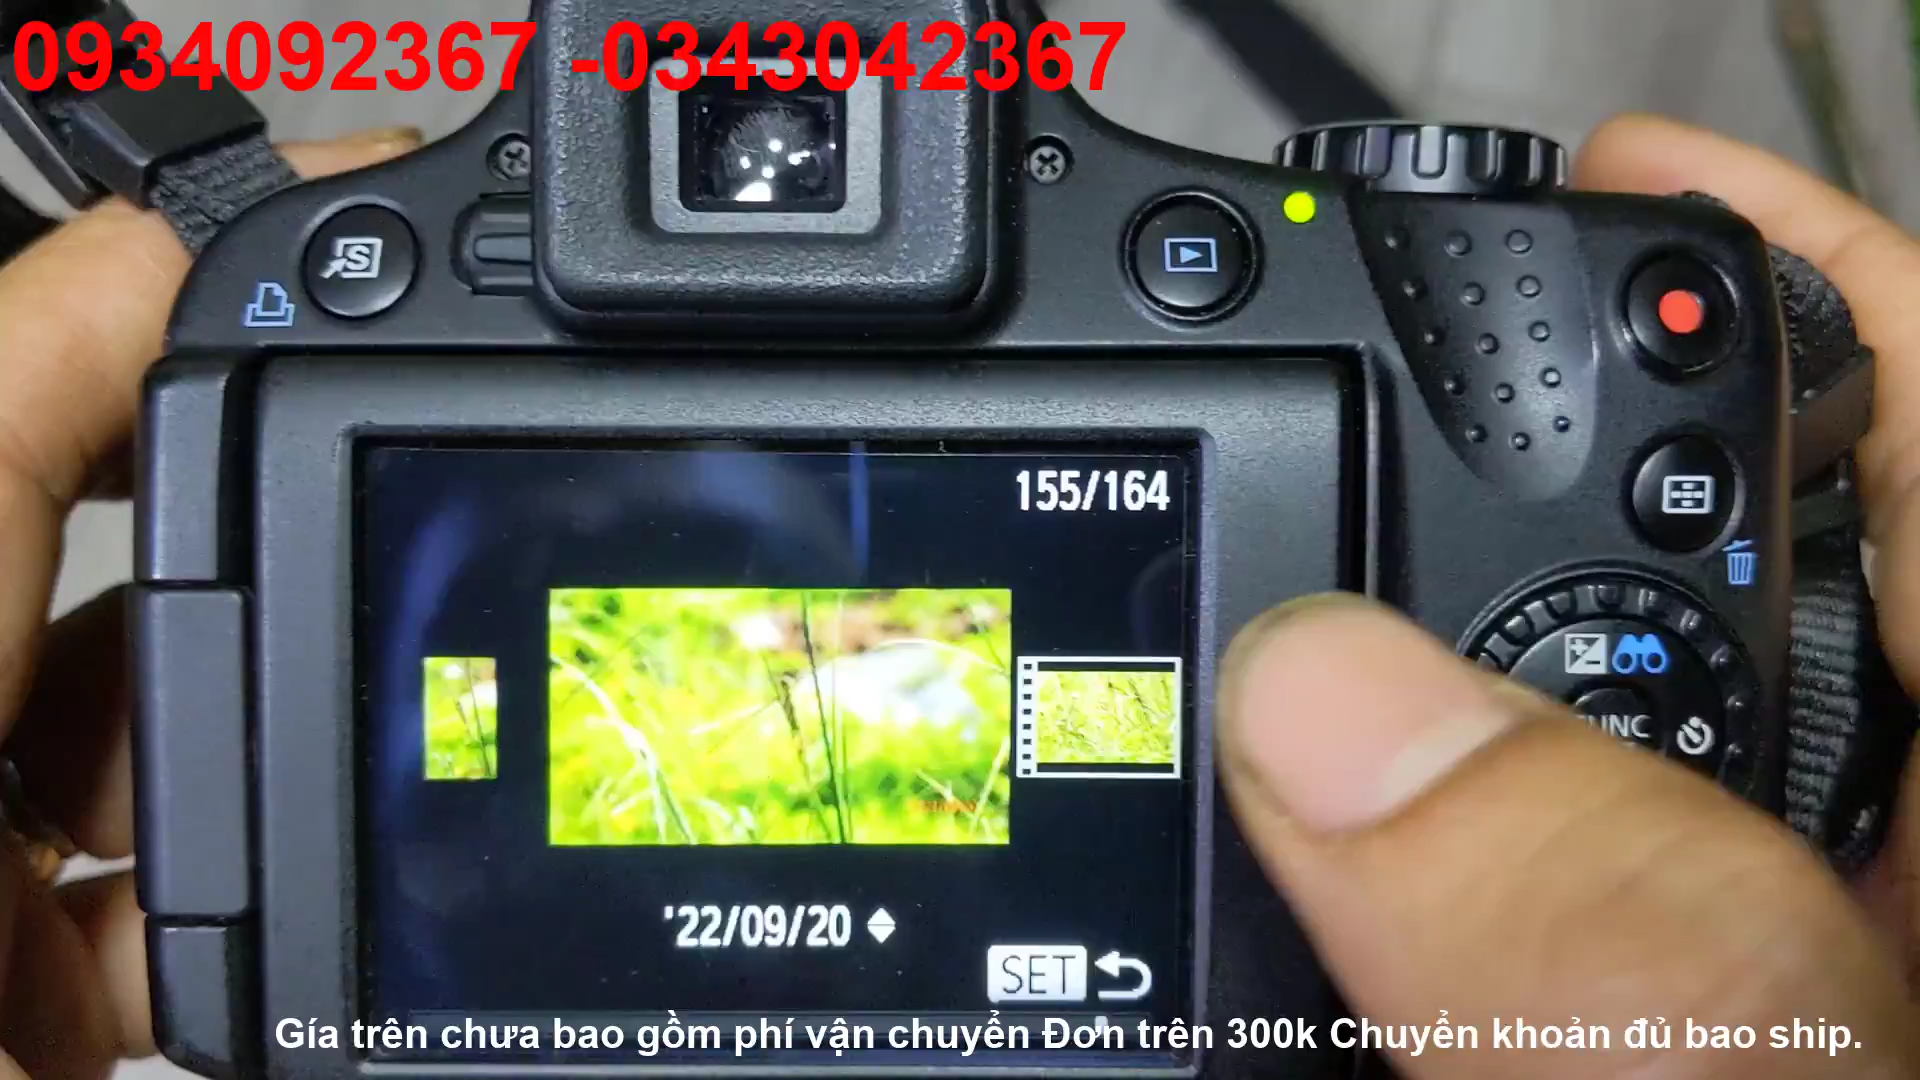 0934092367 -0343042367
S
155/164
'22/09/20
SET
FUNC
Gía trên chưa bao gồm phí vận chuyển Đơn trên 300k Chuyển khoản đủ bao ship.